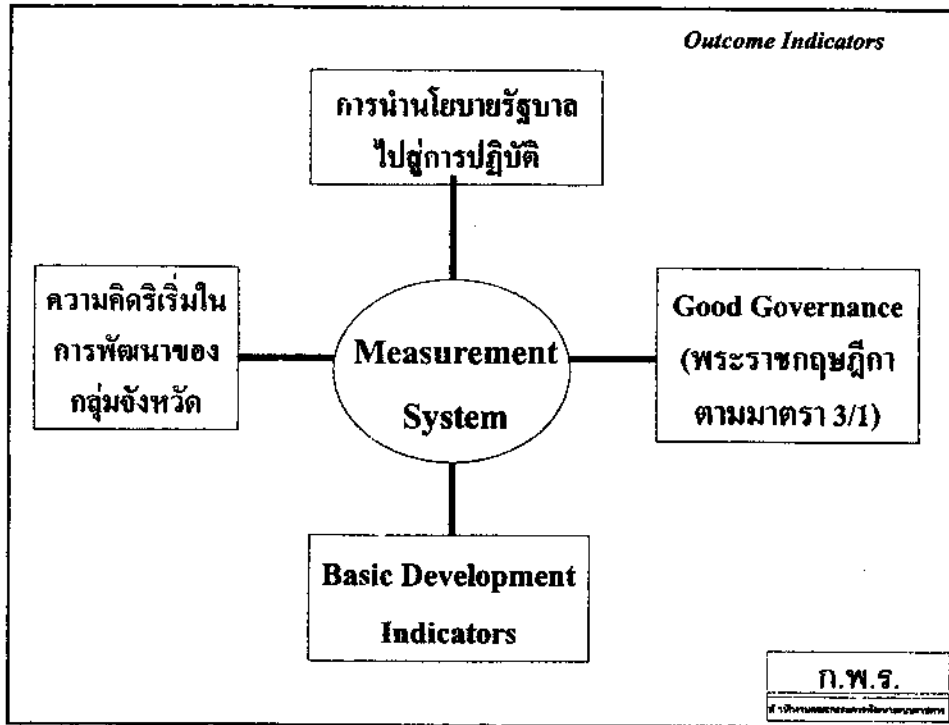 Outcome Indicators
การนำนโยบายรัฐบาล
ไปสู่การปฏิบัติ
ความคิดริเริ่มใน
การพัฒนาของ
กลุ่มจังหวัด
Measurement
System
Good Governance
(พระราชกฤษฎีกา
ตามมาตรา 3/1)
Basic Development
Indicators
ก.พ.ร.